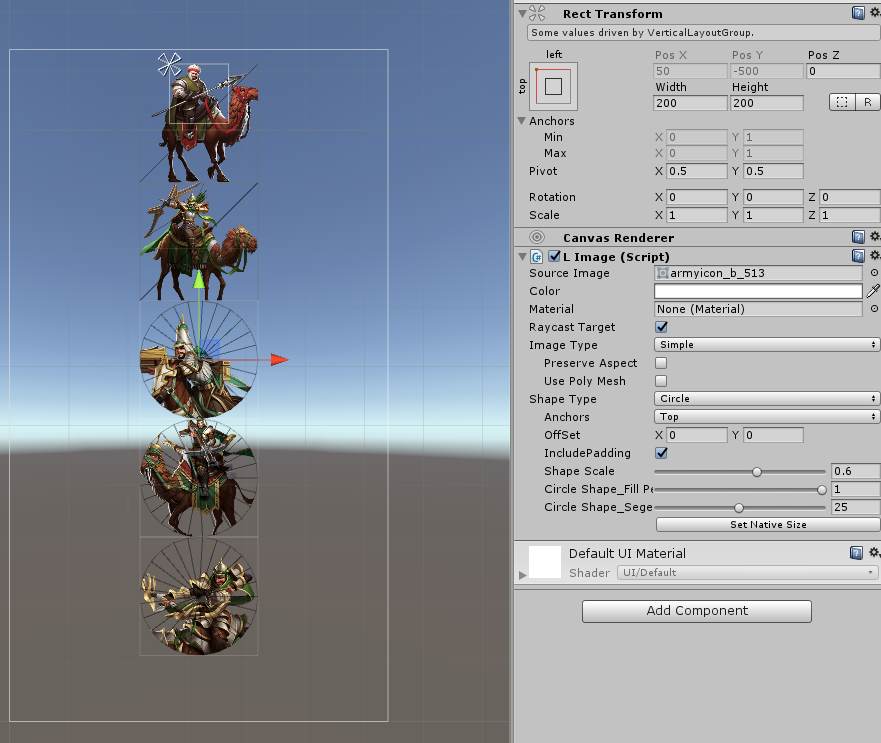 Rect Transform
Some values driven by VerticalLayoutGroup.
left Pos X Pos Y Pos Z
top 50 -500 0
Width Height
200 200 R
Anchors
Min X 0 Y 1
Max X 0 Y 1
Pivot X 0.5 Y 0.5
Rotation X 0 Y 0 Z 0
Scale X 1 Y 1 Z 1
Canvas Renderer
C# L Image (Script)
Source Image armyicon_b_513
Color
Material None (Material)
Raycast Target
Image Type Simple
Preserve Aspect
Use Poly Mesh
Shape Type Circle
Anchors Top
OffSet X 0 Y 0
IncludePadding
Shape Scale 0.6
Circle Shape_Fill Pe 1
Circle Shape_Sege 25
Set Native Size
Default UI Material
Shader UI/Default
Add Component